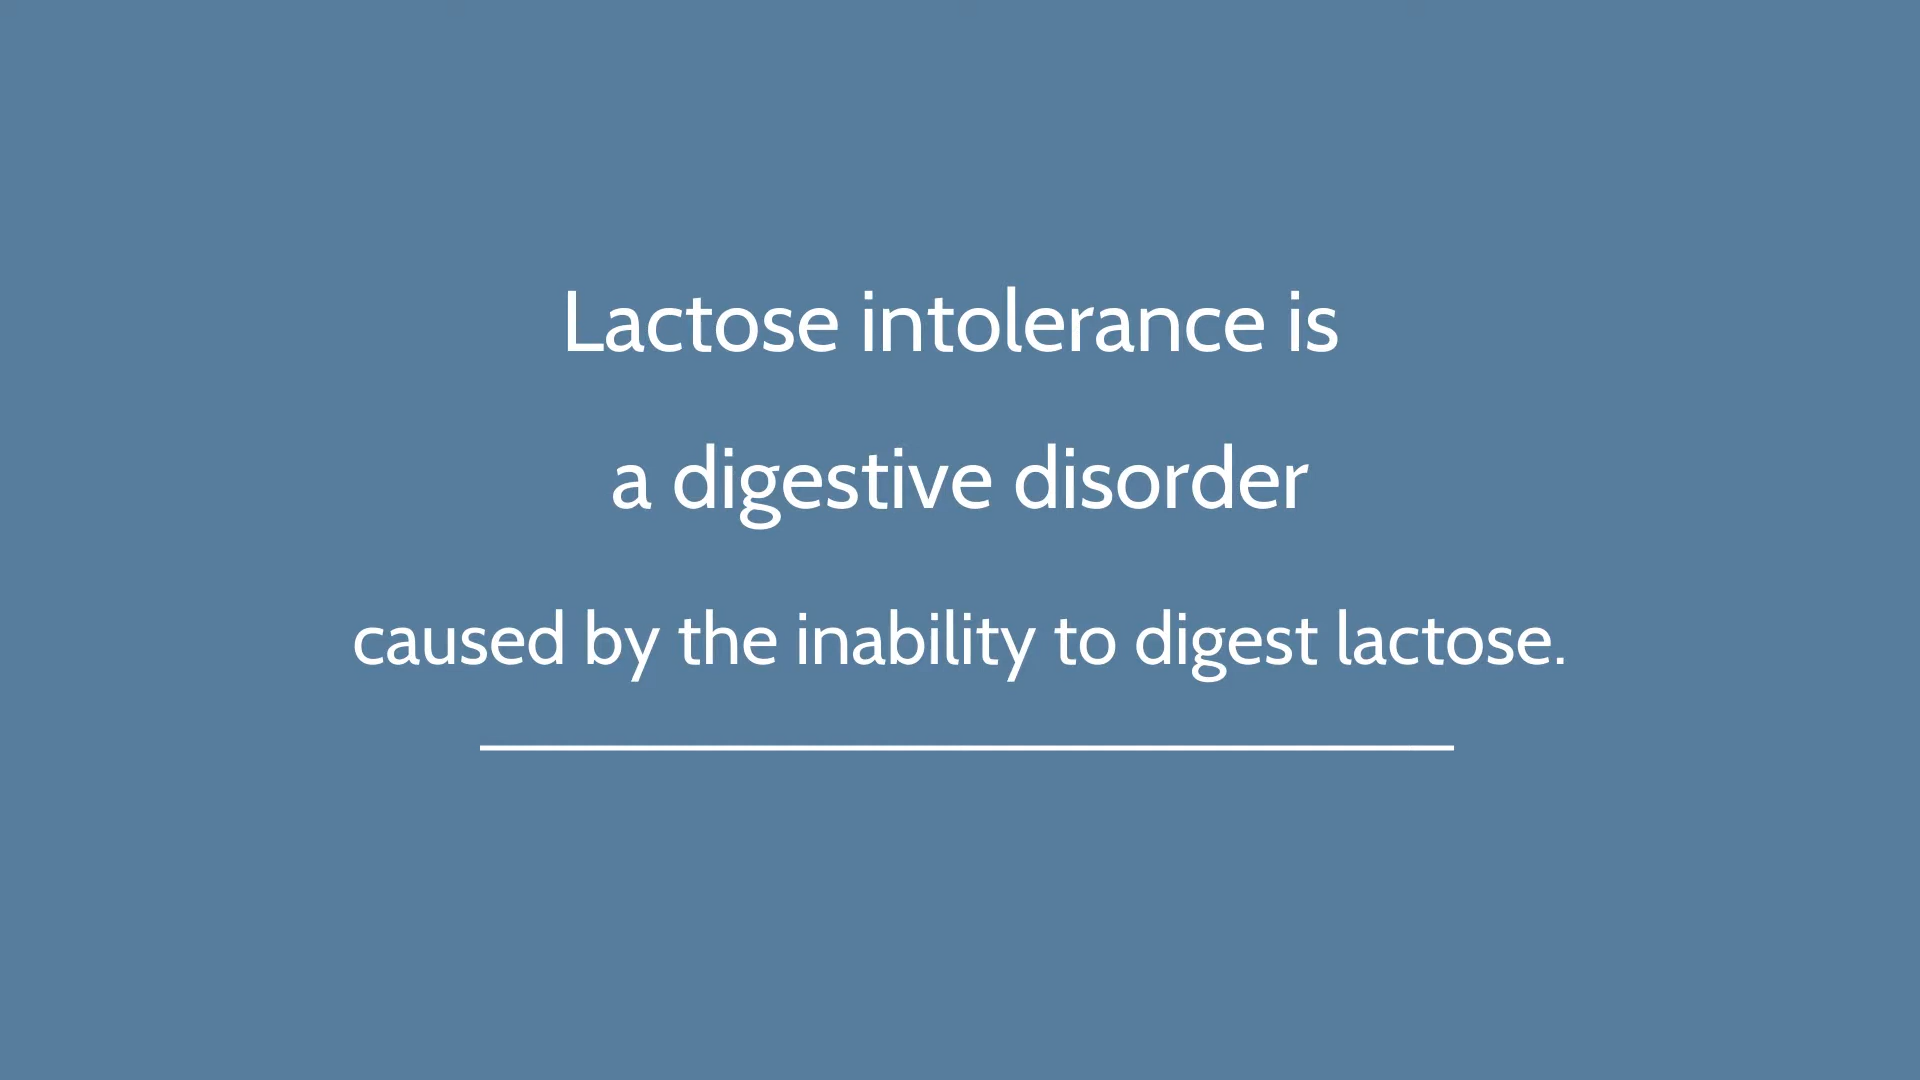 Lactose intolerance is
a digestive disorder
caused by the inability to digest lactose.